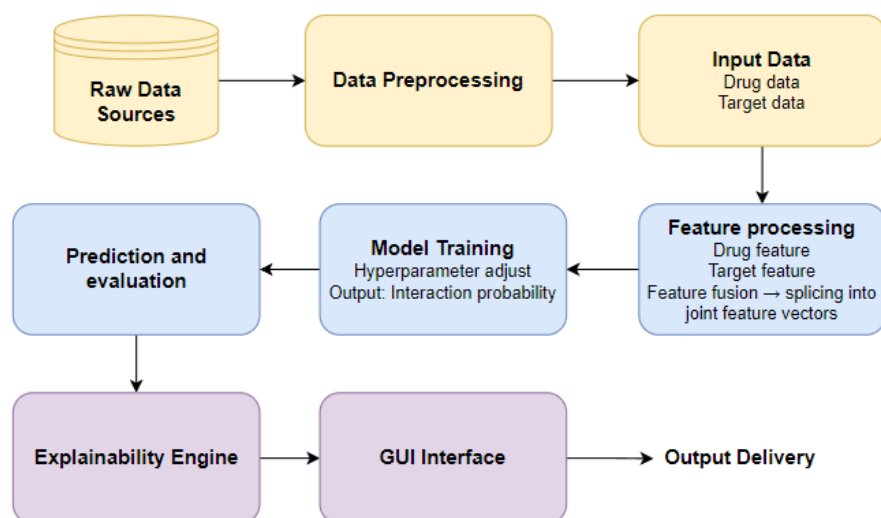 Raw Data
Sources
Data Preprocessing
Input Data
Drug data
Target data
Prediction and
evaluation
Model Training
Hyperparameter adjust
Output: Interaction probability
Feature processing
Drug feature
Target feature
Feature fusion → splicing into
joint feature vectors
Explainability Engine
GUI Interface
Output Delivery